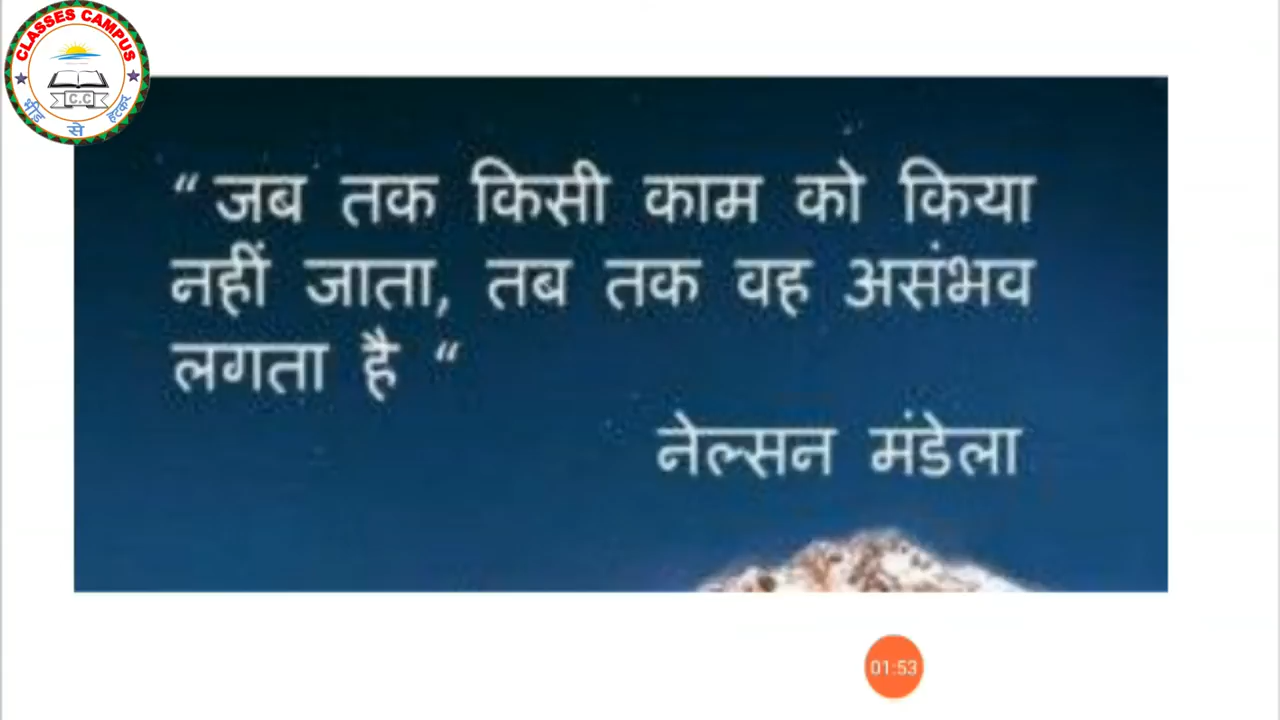 CLASSES CAMPUS
C.C
भीड़ से हटकर
“ जब तक किसी काम को किया
नहीं जाता, तब तक वह असंभव
लगता है “
नेल्सन मंडेला
01:53